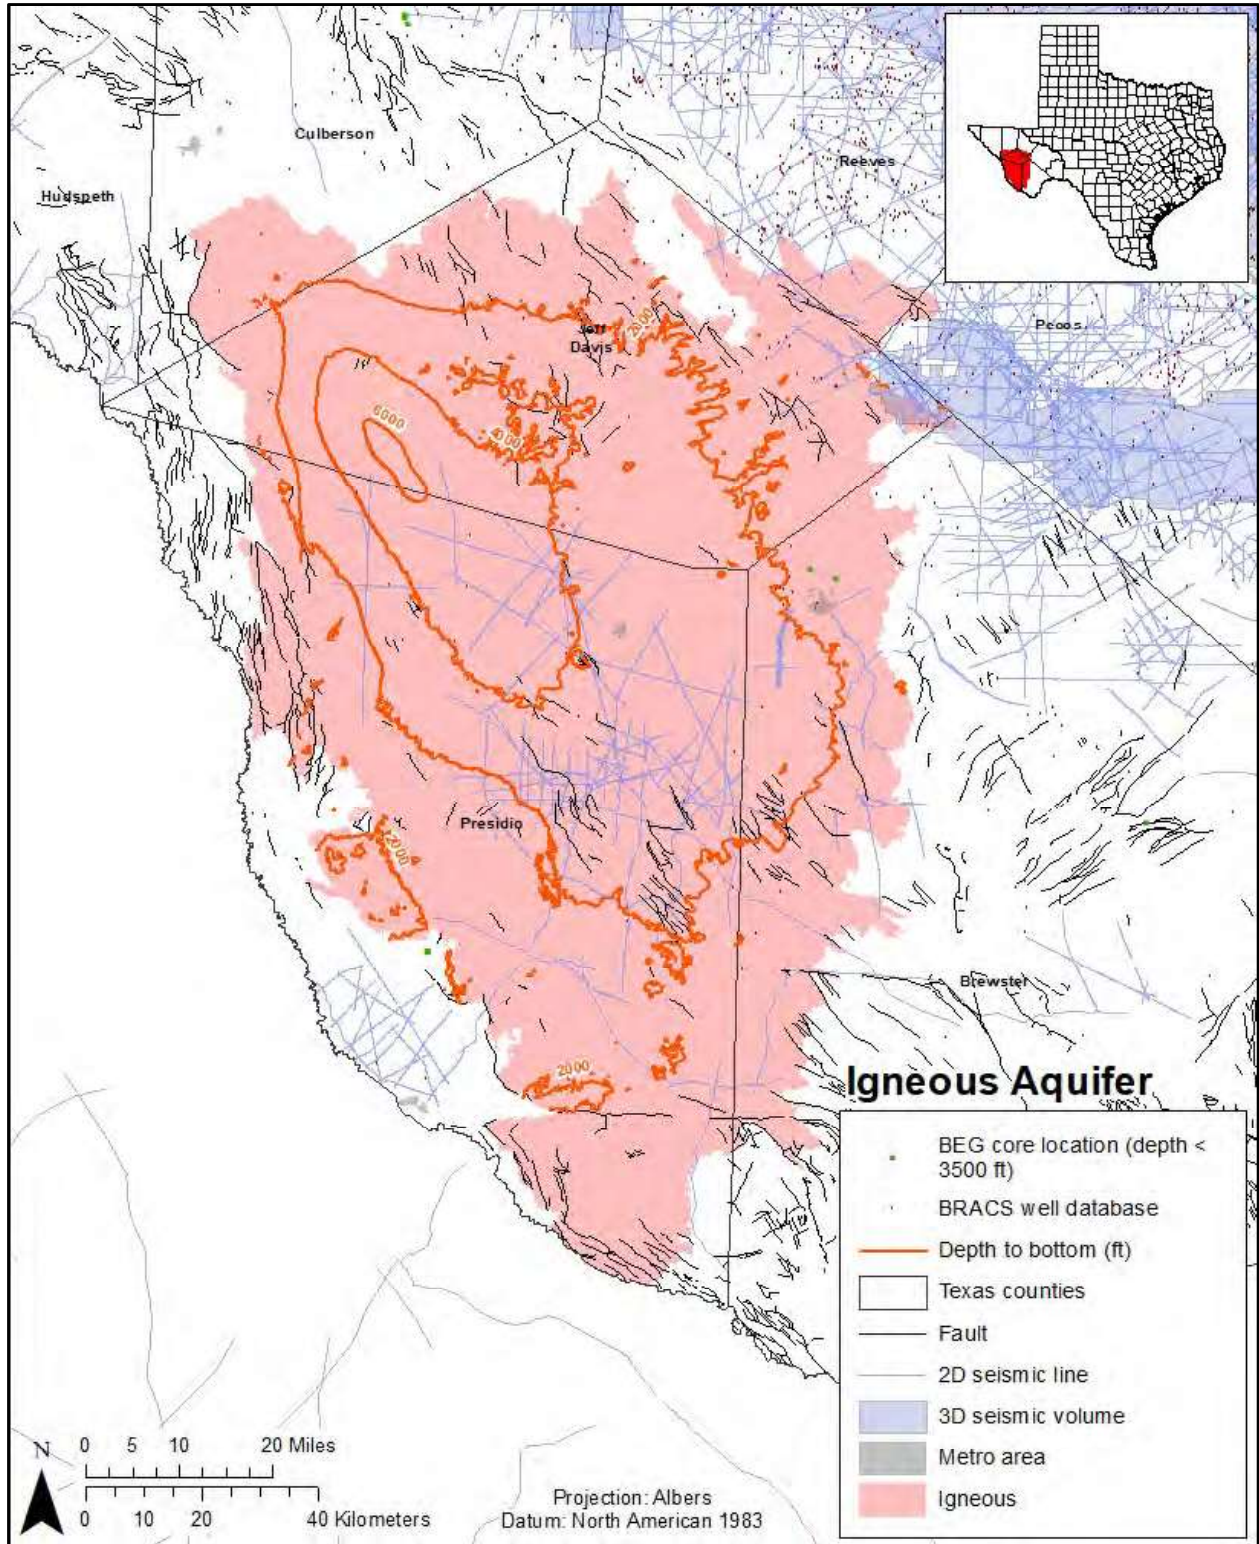 Culberson
Reeves
Hudspeth
Pecos
Jeff
Davis
2000
6000
4000
Presidio
2000
Brewster
2000
Igneous Aquifer
BEG core location (depth <
3500 ft)
BRACS well database
Depth to bottom (ft)
Texas counties
Fault
2D seismic line
3D seismic volume
Metro area
Igneous
N
0 5 10 20 Miles
0 10 20 40 Kilometers
Projection: Albers
Datum: North American 1983